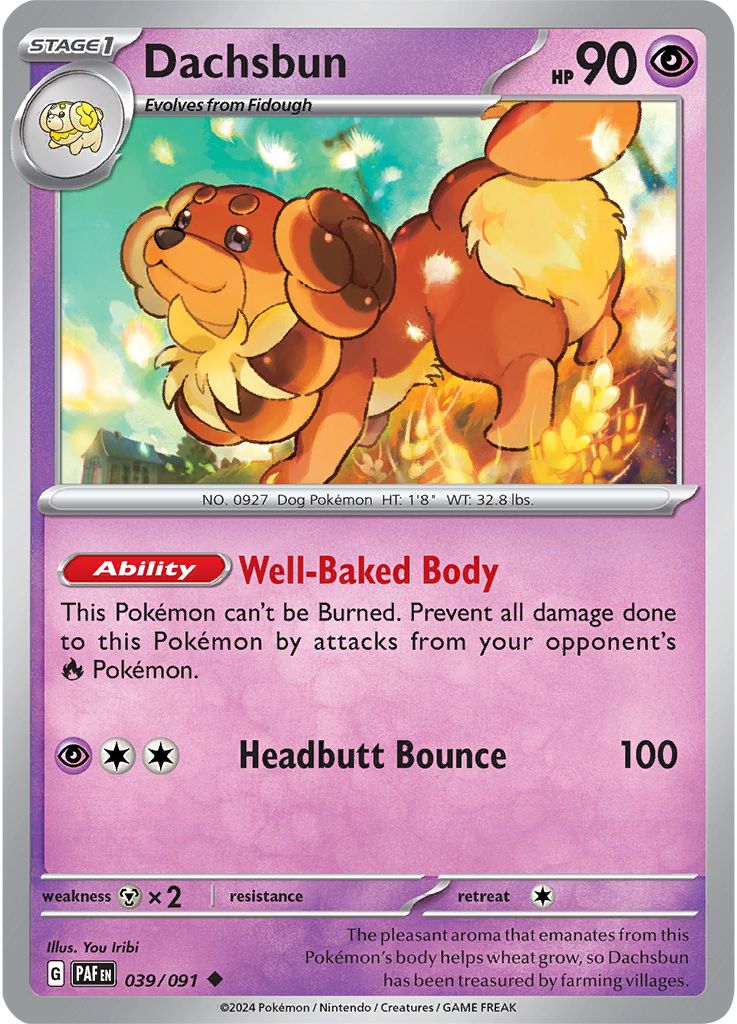 STAGE1
Dachsbun
HP 90
Evolves from Fidough
NO. 0927 Dog Pokémon HT: 1'8" WT: 32.8 lbs.
Ability Well-Baked Body
This Pokémon can't be Burned. Prevent all damage done
to this Pokémon by attacks from your opponent's
Pokémon.
Headbutt Bounce 100
weakness ×2 resistance retreat
Illus. You Iribi
G PAF EN 039/091
The pleasant aroma that emanates from this
Pokémon's body helps wheat grow, so Dachsbun
has been treasured by farming villages.
©2024 Pokémon / Nintendo / Creatures / GAME FREAK